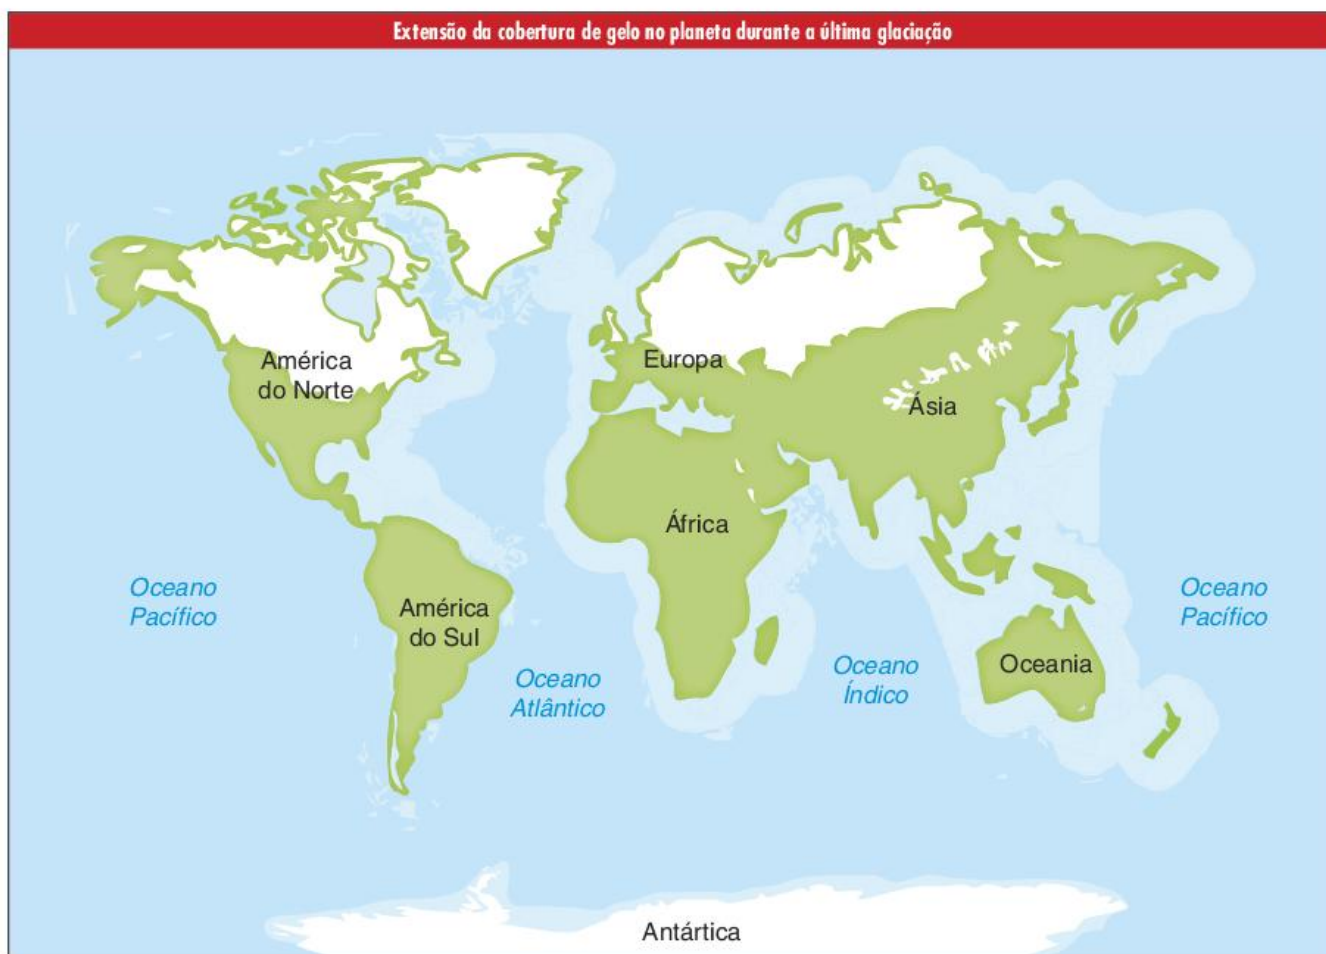 Extensão da cobertura de gelo no planeta durante a última glaciação
América
do Norte
Europa
Ásia
África
Oceano
Pacífico
América
do Sul
Oceano
Atlântico
Oceano
Índico
Oceania
Oceano
Pacífico
Antártica